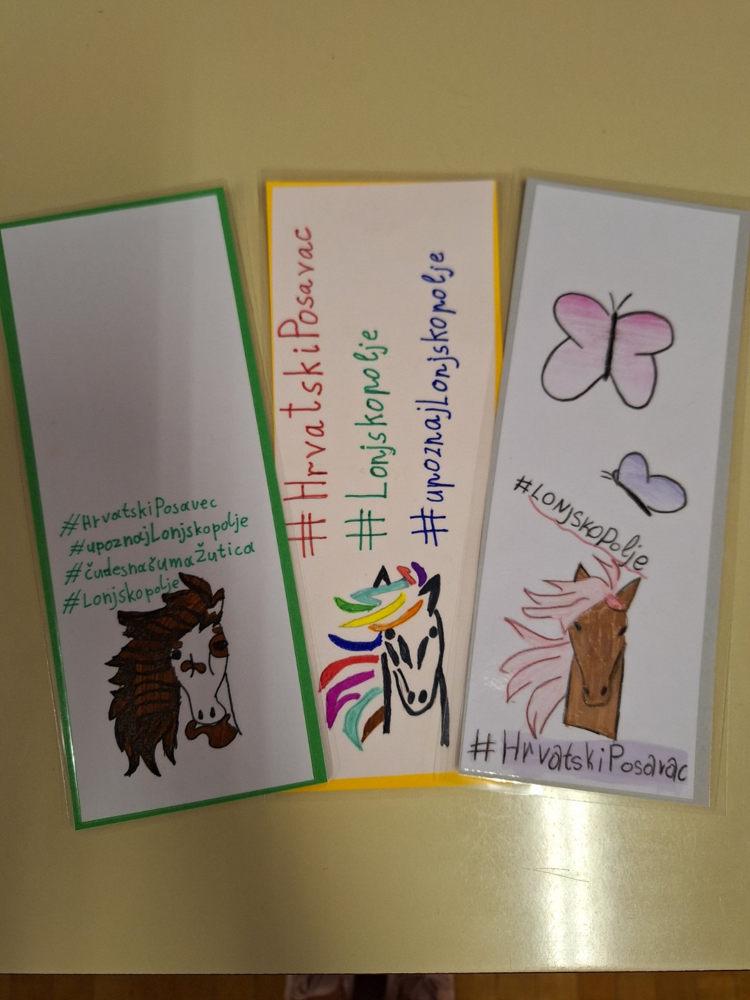 #HrvatskiPosavec
#upoznajLonjskopolje
#čudesnašumaŽutica
#Lonjskopolje
#HrvatskiPosavac
#Lonjskopolje
#upoznajLonjskopolje
#LONJSKOPolje
#HrvatskiPosavac